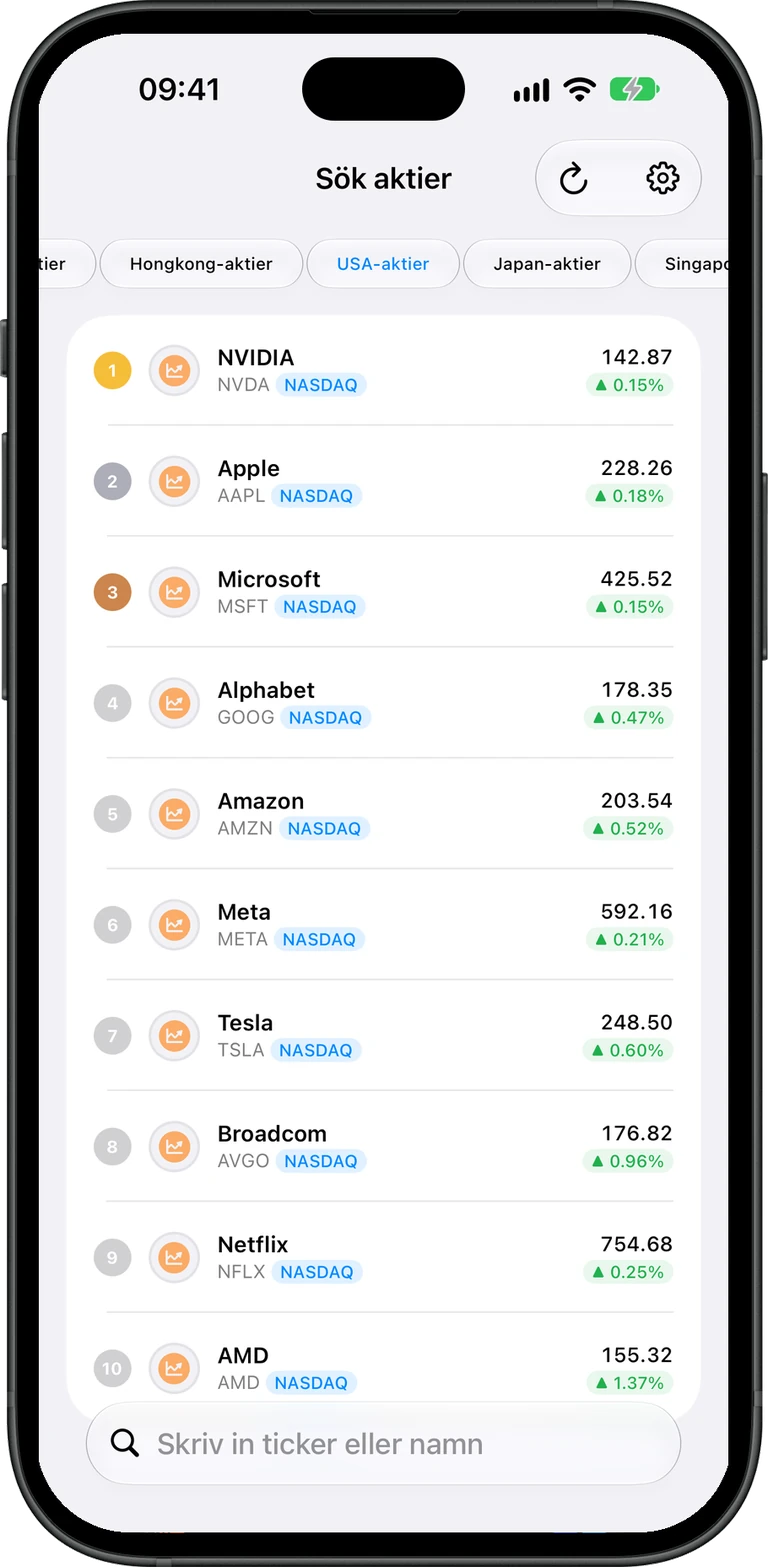 09:41
Sök aktier
tier Hongkong-aktier USA-aktier Japan-aktier Singapo
1 NVIDIA 142.87
NVDA NASDAQ ▲ 0.15%
2 Apple 228.26
AAPL NASDAQ ▲ 0.18%
3 Microsoft 425.52
MSFT NASDAQ ▲ 0.15%
4 Alphabet 178.35
GOOG NASDAQ ▲ 0.47%
5 Amazon 203.54
AMZN NASDAQ ▲ 0.52%
6 Meta 592.16
META NASDAQ ▲ 0.21%
7 Tesla 248.50
TSLA NASDAQ ▲ 0.60%
8 Broadcom 176.82
AVGO NASDAQ ▲ 0.96%
9 Netflix 754.68
NFLX NASDAQ ▲ 0.25%
10 AMD 155.32
AMD NASDAQ ▲ 1.37%
Skriv in ticker eller namn